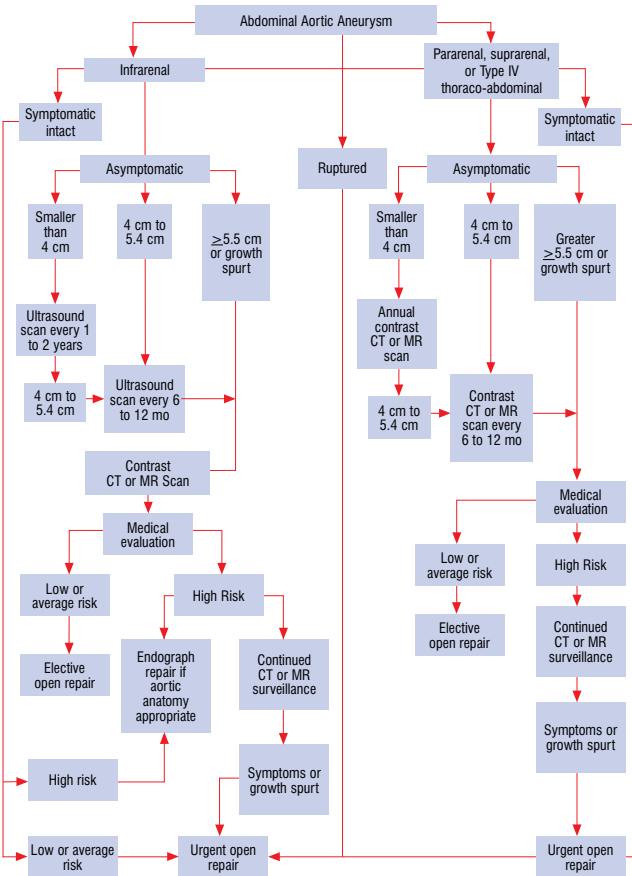 Abdominal Aortic Aneurysm
Infrarenal
Pararenal, suprarenal,
or Type IV
thoraco-abdominal
Symptomatic
intact
Symptomatic
intact
Ruptured
Asymptomatic
Asymptomatic
Smaller
than
4 cm
4 cm to
5.4 cm
≥5.5 cm
or growth
spurt
Smaller
than
4 cm
4 cm to
5.4 cm
Greater
≥5.5 cm or
growth spurt
Ultrasound
scan every 1
to 2 years
Annual
contrast
CT or MR
scan
4 cm to
5.4 cm
Ultrasound
scan every 6
to 12 mo
4 cm to
5.4 cm
Contrast
CT or MR
scan every
6 to 12 mo
Contrast
CT or MR Scan
Medical
evaluation
Medical
evaluation
Low or
average risk
High Risk
Low or
average risk
High Risk
Elective
open repair
Endograph
repair if
aortic
anatomy
appropriate
Continued
CT or MR
surveillance
Elective
open repair
Continued
CT or MR
surveillance
High risk
Symptoms or
growth spurt
Symptoms or
growth spurt
Low or average
risk
Urgent open
repair
Urgent open
repair